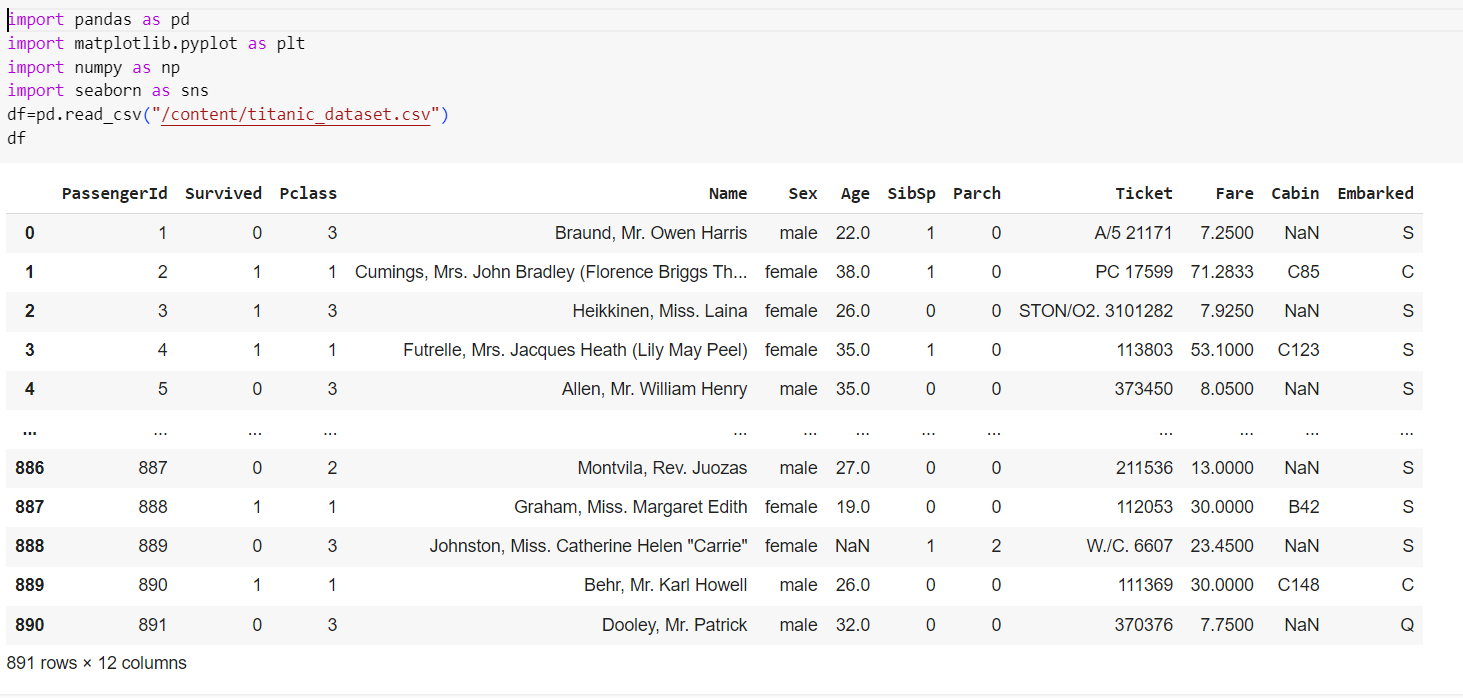 import pandas as pd
import matplotlib.pyplot as plt
import numpy as np
import seaborn as sns
df=pd.read_csv("/content/titanic_dataset.csv")
df
PassengerId Survived Pclass Name Sex Age SibSp Parch Ticket Fare Cabin Embarked
0 1 0 3 Braund, Mr. Owen Harris male 22.0 1 0 A/5 21171 7.2500 NaN S
1 2 1 1 Cumings, Mrs. John Bradley (Florence Briggs Th... female 38.0 1 0 PC 17599 71.2833 C85 C
2 3 1 3 Heikkinen, Miss. Laina female 26.0 0 0 STON/O2. 3101282 7.9250 NaN S
3 4 1 1 Futrelle, Mrs. Jacques Heath (Lily May Peel) female 35.0 1 0 113803 53.1000 C123 S
4 5 0 3 Allen, Mr. William Henry male 35.0 0 0 373450 8.0500 NaN S
... ... ... ... ... ... ... ... ... ... ... ... ...
886 887 0 2 Montvila, Rev. Juozas male 27.0 0 0 211536 13.0000 NaN S
887 888 1 1 Graham, Miss. Margaret Edith female 19.0 0 0 112053 30.0000 B42 S
888 889 0 3 Johnston, Miss. Catherine Helen "Carrie" female NaN 1 2 W./C. 6607 23.4500 NaN S
889 890 1 1 Behr, Mr. Karl Howell male 26.0 0 0 111369 30.0000 C148 C
890 891 0 3 Dooley, Mr. Patrick male 32.0 0 0 370376 7.7500 NaN Q
891 rows × 12 columns